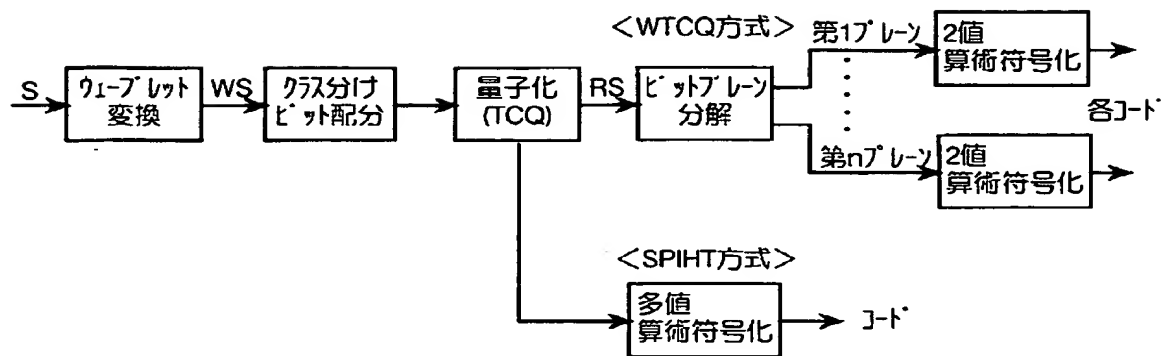 <WTCQ方式>
第1プレーン
2値
算術符号化
S
ウェーブレット
変換
WS
クラス分け
ビット配分
量子化
(TCQ)
RS
ビットプレーン
分解
各コード
第nプレーン
2値
算術符号化
<SPIHT方式>
多値
算術符号化
コード